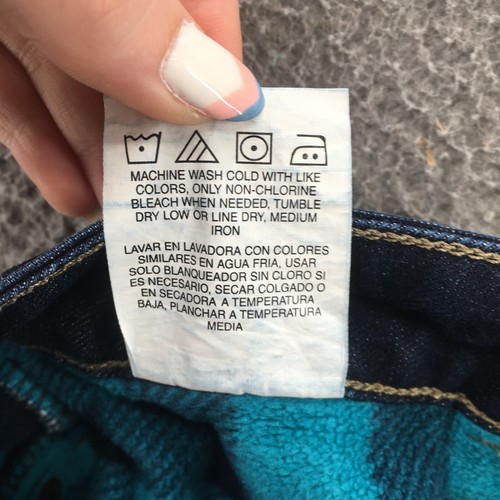 MACHINE WASH COLD WITH LIKE
COLORS, ONLY NON-CHLORINE
BLEACH WHEN NEEDED, TUMBLE
DRY LOW OR LINE DRY, MEDIUM
IRON
LAVAR EN LAVADORA CON COLORES
SIMILARES EN AGUA FRIA, USAR
SOLO BLANQUEADOR SIN CLORO SI
ES NECESARIO, SECAR COLGADO O
EN SECADORA A TEMPERATURA
BAJA, PLANCHAR A TEMPERATURA
MEDIA